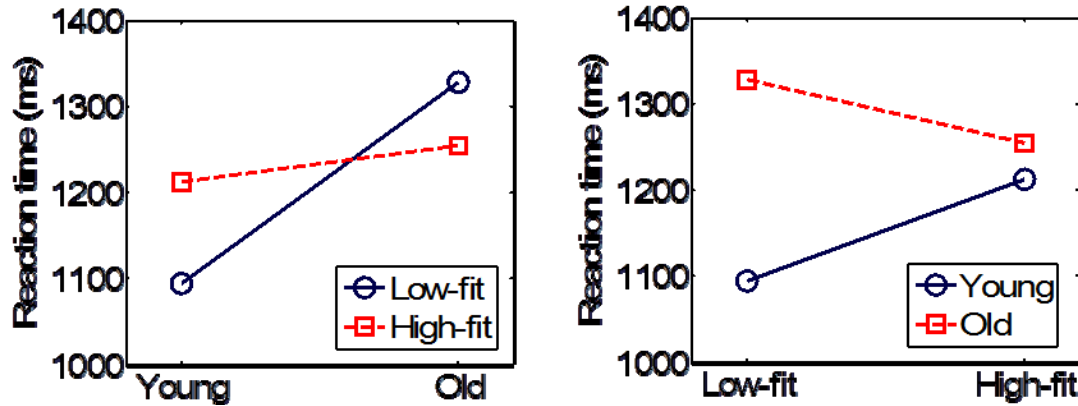 Reaction time (ms)
1400
1300
1200
1100
1000
Young
Old
Low-fit
High-fit
Reaction time (ms)
1400
1300
1200
1100
1000
Low-fit
High-fit
Young
Old